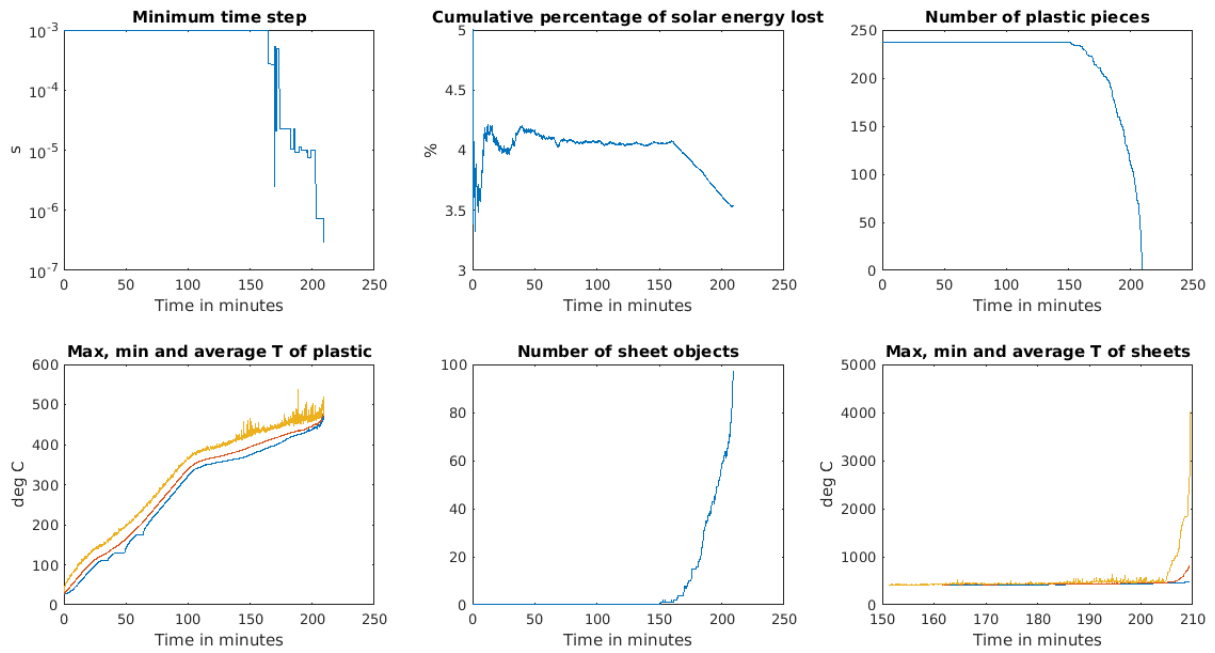 Minimum time step
10^-3
10^-4
10^-5
10^-6
10^-7
s
0 50 100 150 200 250
Time in minutes
Cumulative percentage of solar energy lost
5
4.5
4
3.5
3
%
0 50 100 150 200 250
Time in minutes
Number of plastic pieces
250
200
150
100
50
0
0 50 100 150 200 250
Time in minutes
Max, min and average T of plastic
600
500
400
300
200
100
0
deg C
0 50 100 150 200 250
Time in minutes
Number of sheet objects
100
80
60
40
20
0
0 50 100 150 200 250
Time in minutes
Max, min and average T of sheets
5000
4000
3000
2000
1000
0
deg C
150 160 170 180 190 200 210
Time in minutes